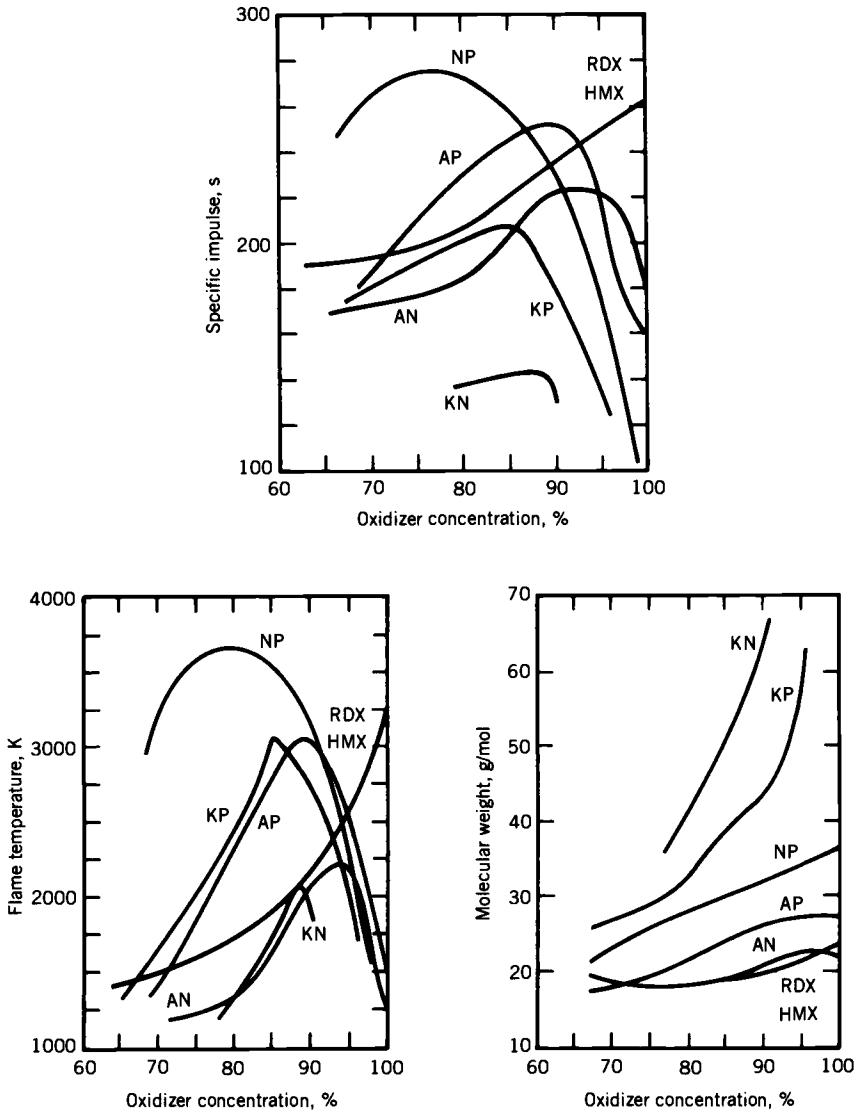 300
NP
RDX
HMX
AP
Specific impulse, s
200
AN
KP
KN
100
60
70
80
90
100
Oxidizer concentration, %
4000
NP
RDX
HMX
3000
KP
AP
Flame temperature, K
2000
KN
AN
1000
60
70
80
90
100
Oxidizer concentration, %
70
KN
60
KP
50
Molecular weight, g/mol
40
NP
30
AP
AN
20
RDX
HMX
10
60
70
80
90
100
Oxidizer concentration, %